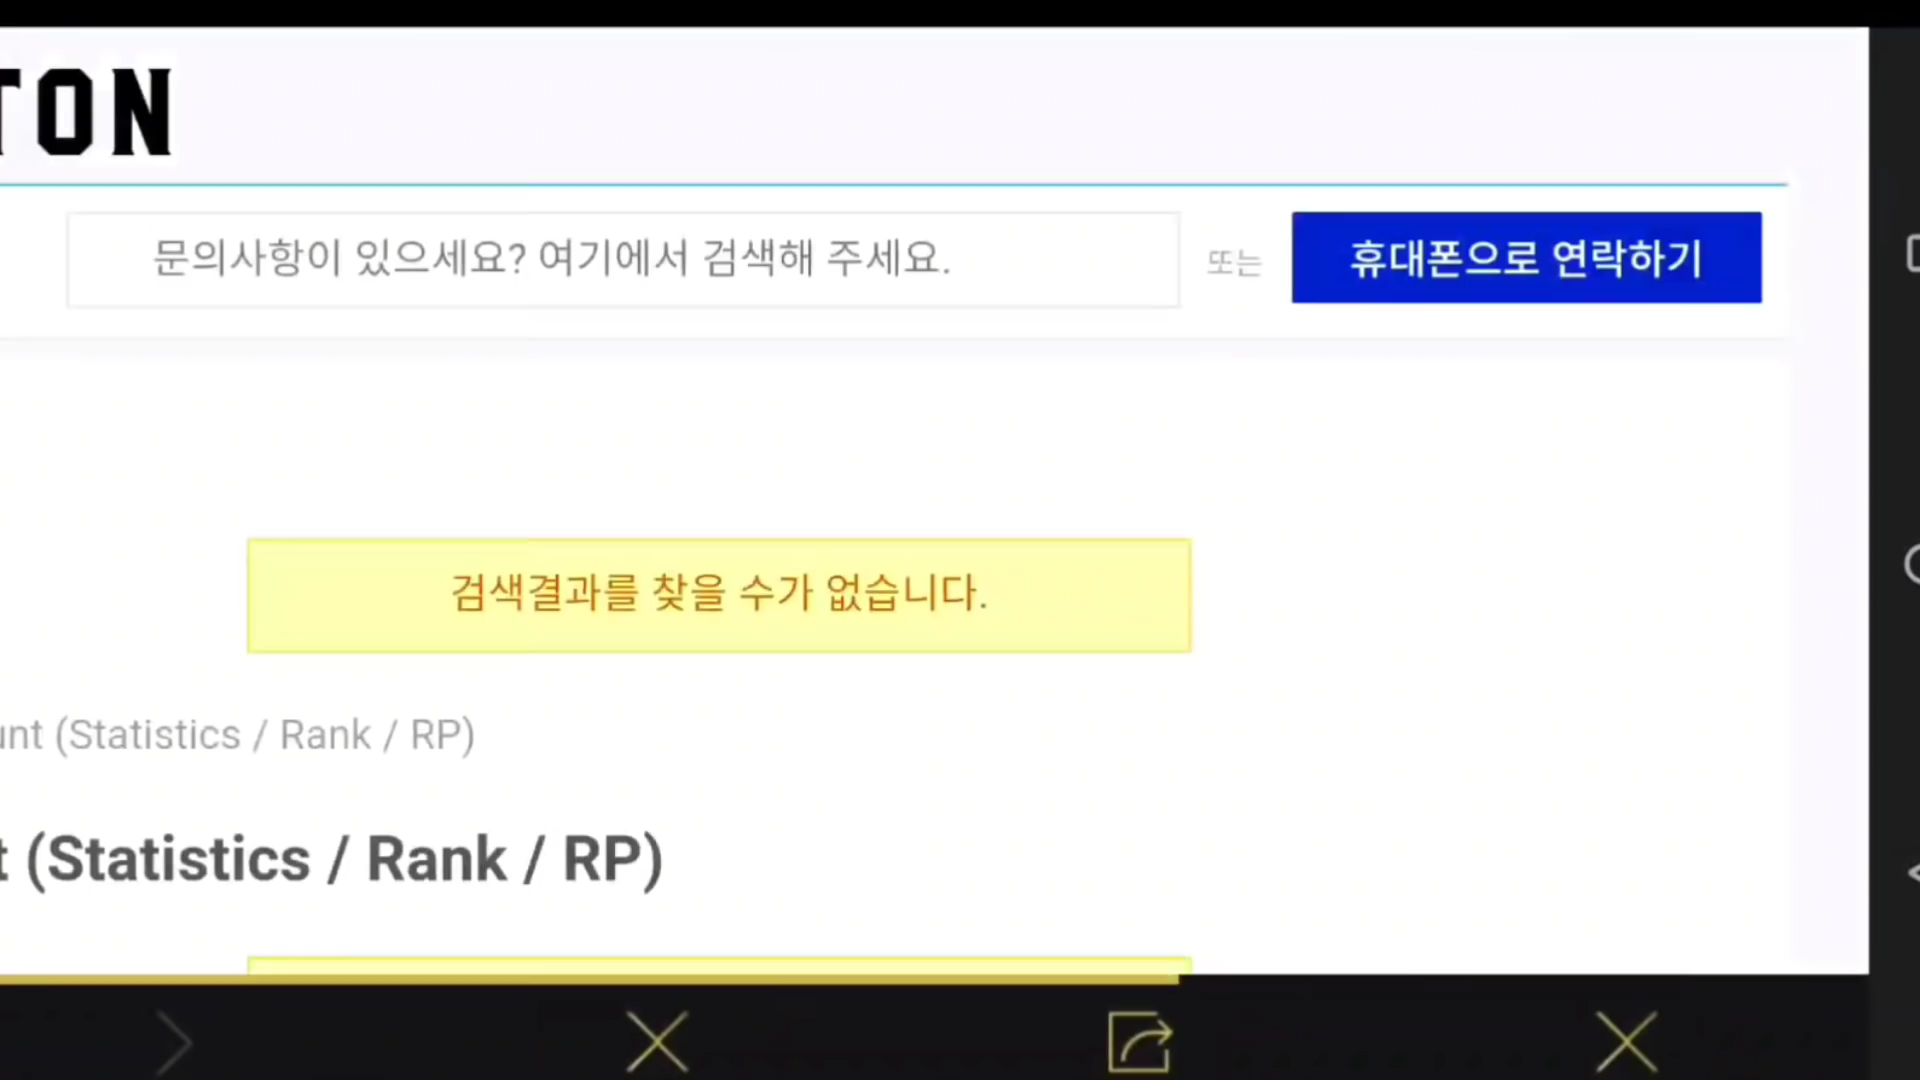 TON
문의사항이 있으세요? 여기에서 검색해 주세요.
또는
휴대폰으로 연락하기
검색결과를 찾을 수가 없습니다.
unt (Statistics / Rank / RP)
t (Statistics / Rank / RP)